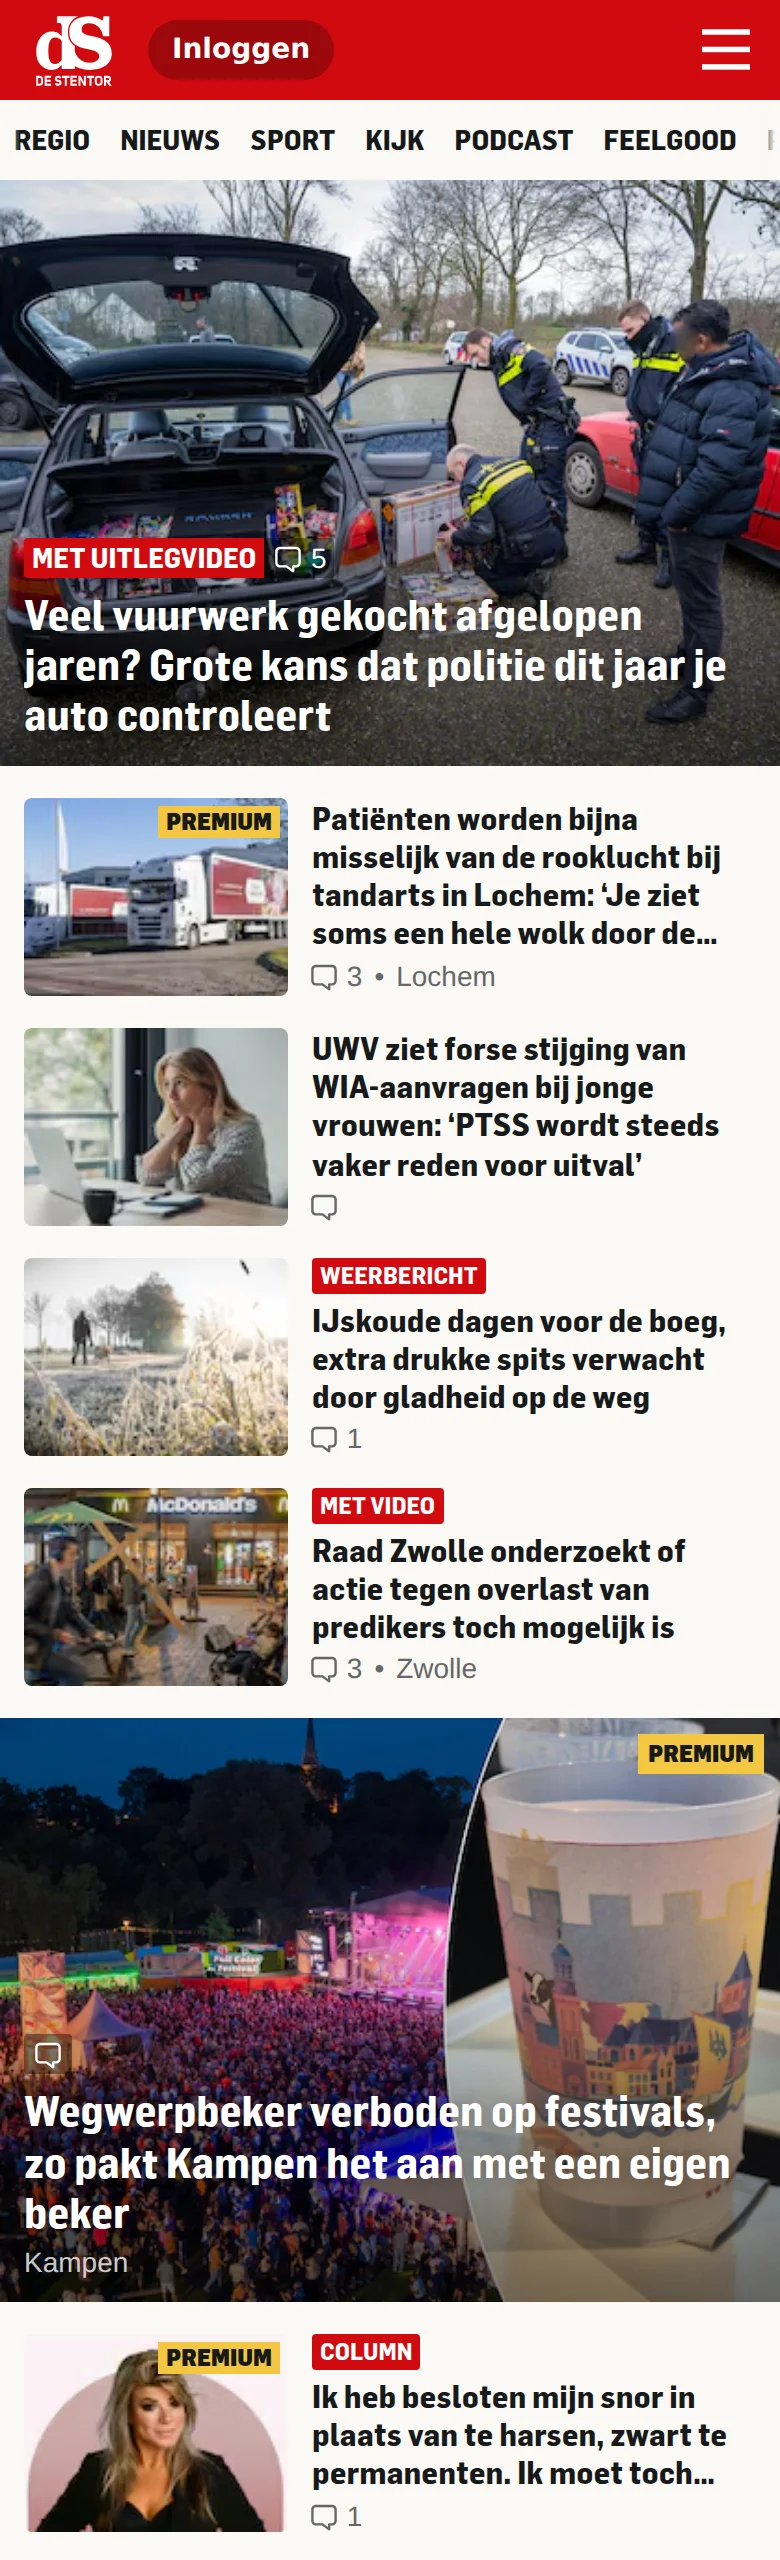 dS
DE STENTOR
Inloggen
REGIO NIEUWS SPORT KIJK PODCAST FEELGOOD
MET UITLEGVIDEO 5
Veel vuurwerk gekocht afgelopen
jaren? Grote kans dat politie dit jaar je
auto controleert
PREMIUM
Patiënten worden bijna
misselijk van de rooklucht bij
tandarts in Lochem: ‘Je ziet
soms een hele wolk door de...
3 • Lochem
UWV ziet forse stijging van
WIA-aanvragen bij jonge
vrouwen: ‘PTSS wordt steeds
vaker reden voor uitval’
WEERBERICHT
IJskoude dagen voor de boeg,
extra drukke spits verwacht
door gladheid op de weg
1
McDonald's
MET VIDEO
Raad Zwolle onderzoekt of
actie tegen overlast van
predikers toch mogelijk is
3 • Zwolle
PREMIUM
Wegwerpbeker verboden op festivals,
zo pakt Kampen het aan met een eigen
beker
Kampen
PREMIUM
COLUMN
Ik heb besloten mijn snor in
plaats van te harsen, zwart te
permanenten. Ik moet toch...
1